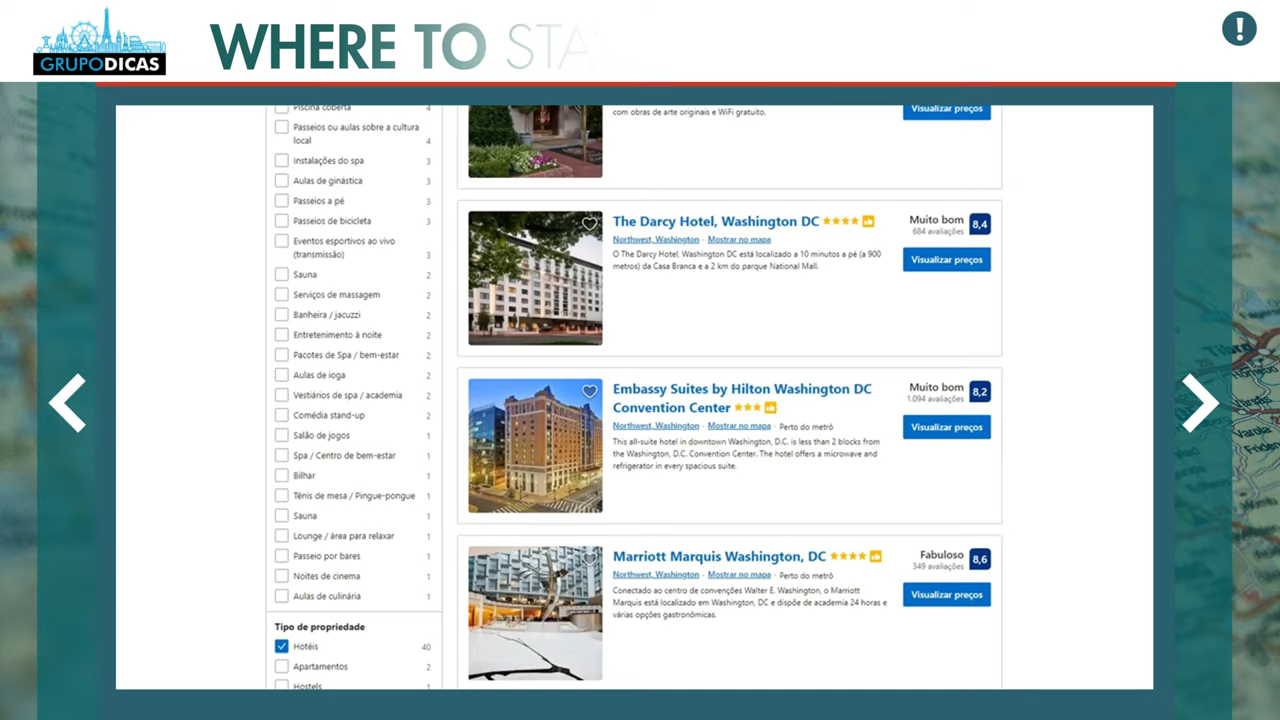 GRUPODICAS
WHERE TO STAY
Piscina coberta 4
Passeios ou aulas sobre a cultura
local 4
Instalações do spa 3
Aulas de ginástica 3
Passeios a pé 3
Passeios de bicicleta 3
Eventos esportivos ao vivo
(transmissão) 3
Sauna 2
Serviços de massagem 2
Banheira / jacuzzi 2
Entretenimento à noite 2
Pacotes de Spa / bem-estar 2
Aulas de ioga 2
Vestiários de spa / academia 2
Comédia stand-up 2
Salão de jogos 1
Spa / Centro de bem-estar 1
Bilhar 1
Tênis de mesa / Pingue-pongue 1
Sauna 1
Lounge / área para relaxar 1
Passeio por bares 1
Noites de cinema 1
Aulas de culinária 1
Tipo de propriedade
Hotéis 40
Apartamentos 2
Hostels 1
com obras de arte originais e WiFi gratuito.
Visualizar preços
The Darcy Hotel, Washington DC
Northwest, Washington · Mostrar no mapa
O The Darcy Hotel, Washington DC está localizado a 10 minutos a pé (a 900
metros) da Casa Branca e a 2 km do parque National Mall.
Muito bom 8,4
684 avaliações
Visualizar preços
Embassy Suites by Hilton Washington DC
Convention Center
Northwest, Washington · Mostrar no mapa · Perto do metrô
This all-suite hotel in downtown Washington, D.C. is less than 2 blocks from
the Washington, D.C. Convention Center. The hotel offers a microwave and
refrigerator in every spacious suite.
Muito bom 8,2
1.094 avaliações
Visualizar preços
Marriott Marquis Washington, DC
Northwest, Washington · Mostrar no mapa · Perto do metrô
Conectado ao centro de convenções Walter E. Washington, o Marriott
Marquis está localizado em Washington, DC e dispõe de academia 24 horas e
várias opções gastronômicas.
Fabuloso 8,6
349 avaliações
Visualizar preços